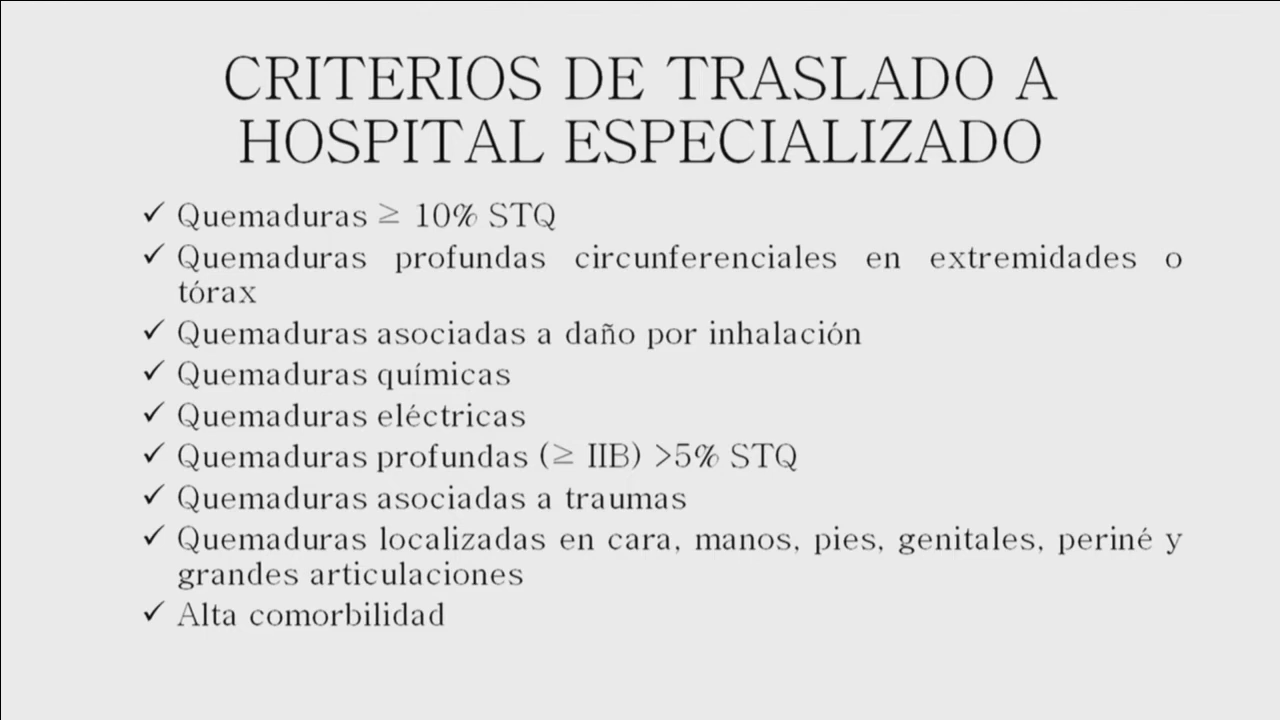 CRITERIOS DE TRASLADO A
HOSPITAL ESPECIALIZADO
✓ Quemaduras ≥ 10% STQ
✓ Quemaduras profundas circunferenciales en extremidades o
tórax
✓ Quemaduras asociadas a daño por inhalación
✓ Quemaduras químicas
✓ Quemaduras eléctricas
✓ Quemaduras profundas (≥ IIB) >5% STQ
✓ Quemaduras asociadas a traumas
✓ Quemaduras localizadas en cara, manos, pies, genitales, periné y
grandes articulaciones
✓ Alta comorbilidad